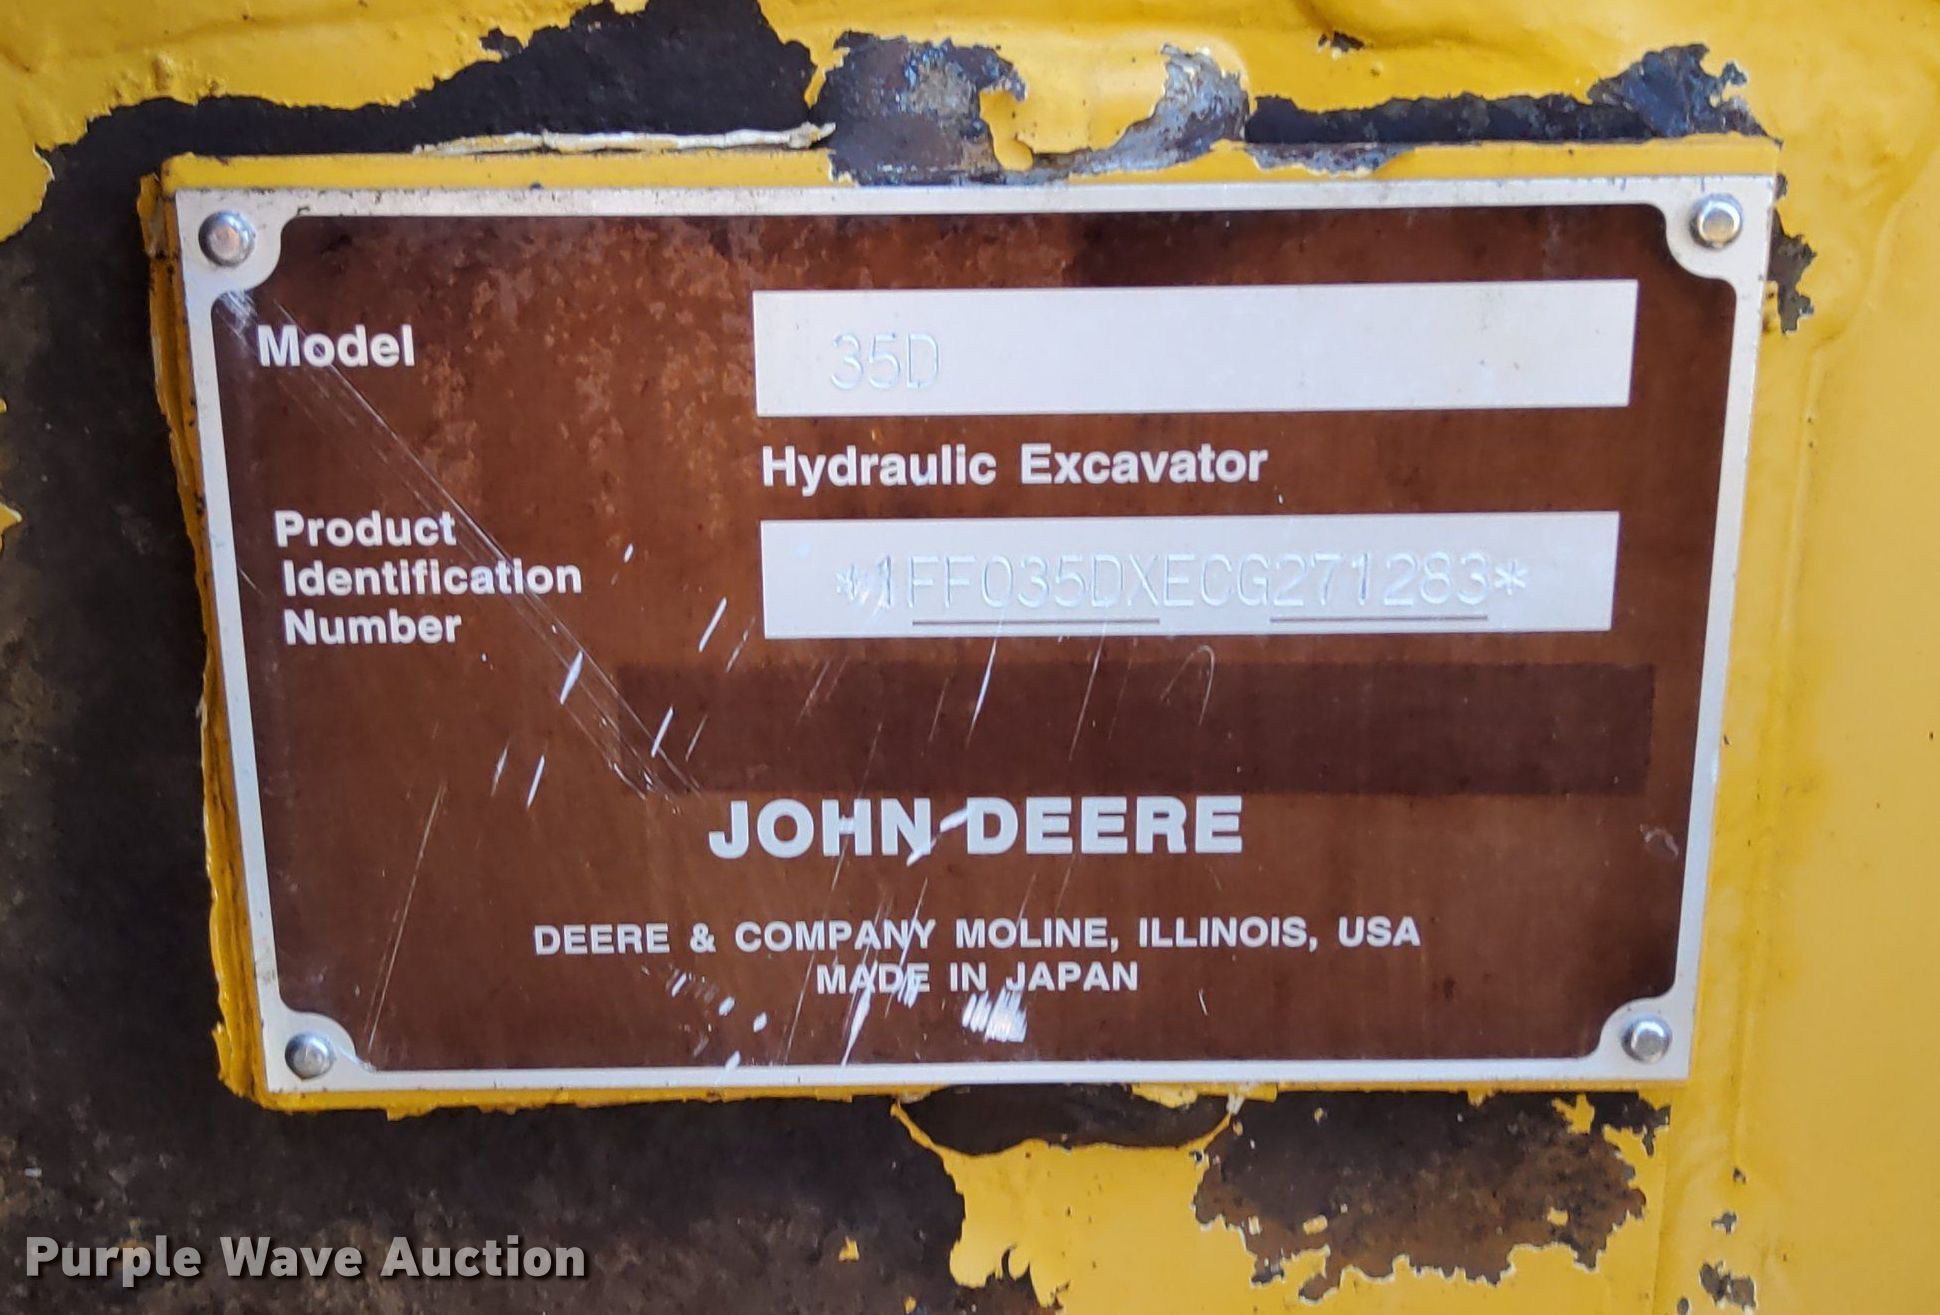 Model 35D
Hydraulic Excavator
Product
Identification
Number
*1FF035DXECG271283*
JOHN DEERE
DEERE & COMPANY MOLINE, ILLINOIS, USA
MADE IN JAPAN
Purple Wave Auction